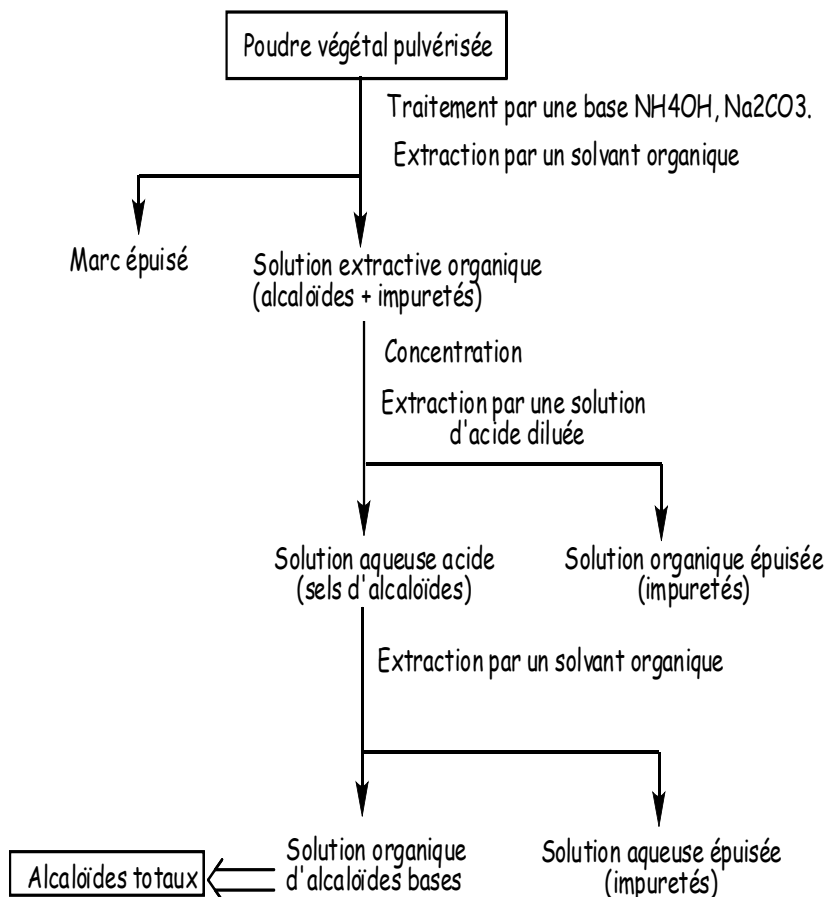 Poudre végétal pulvérisée
Traitement par une base NH4OH, Na2CO3.
Extraction par un solvant organique
Marc épuisé
Solution extractive organique
(alcaloïdes + impuretés)
Concentration
Extraction par une solution
d'acide diluée
Solution aqueuse acide
(sels d'alcaloïdes)
Solution organique épuisée
(impuretés)
Extraction par un solvant organique
Alcaloïdes totaux
Solution organique
d'alcaloïdes bases
Solution aqueuse épuisée
(impuretés)